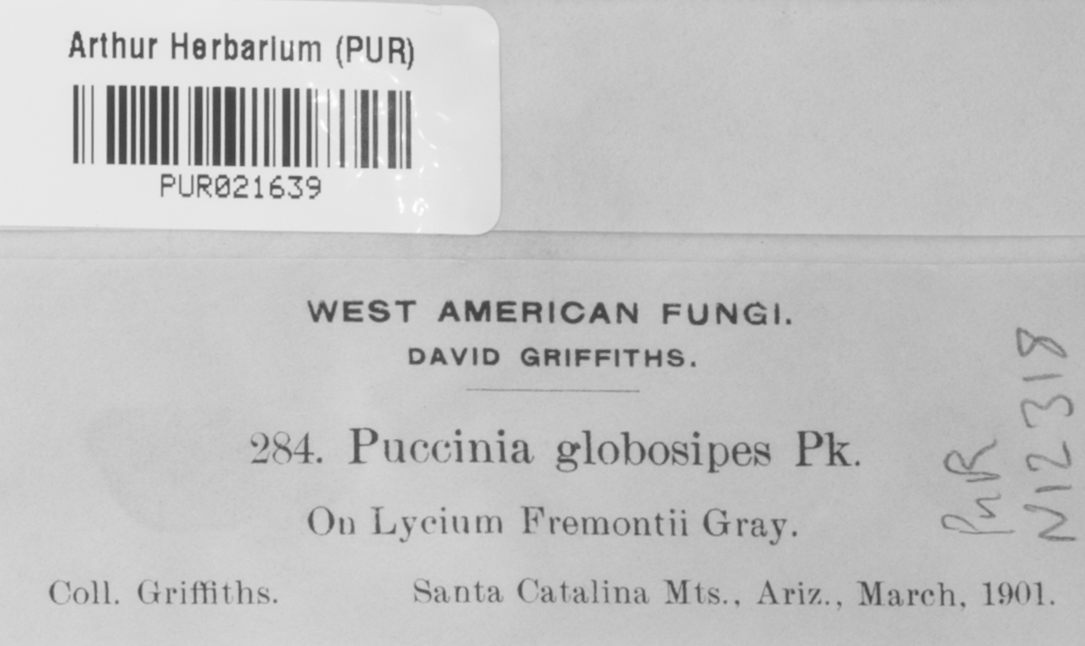 Arthur Herbarium (PUR)
PUR021639
WEST AMERICAN FUNGI.
DAVID GRIFFITHS.
284. Puccinia globosipes Pk.
On Lycium Fremontii Gray.
Coll. Griffiths. Santa Catalina Mts., Ariz., March, 1901.
PUR
N12318